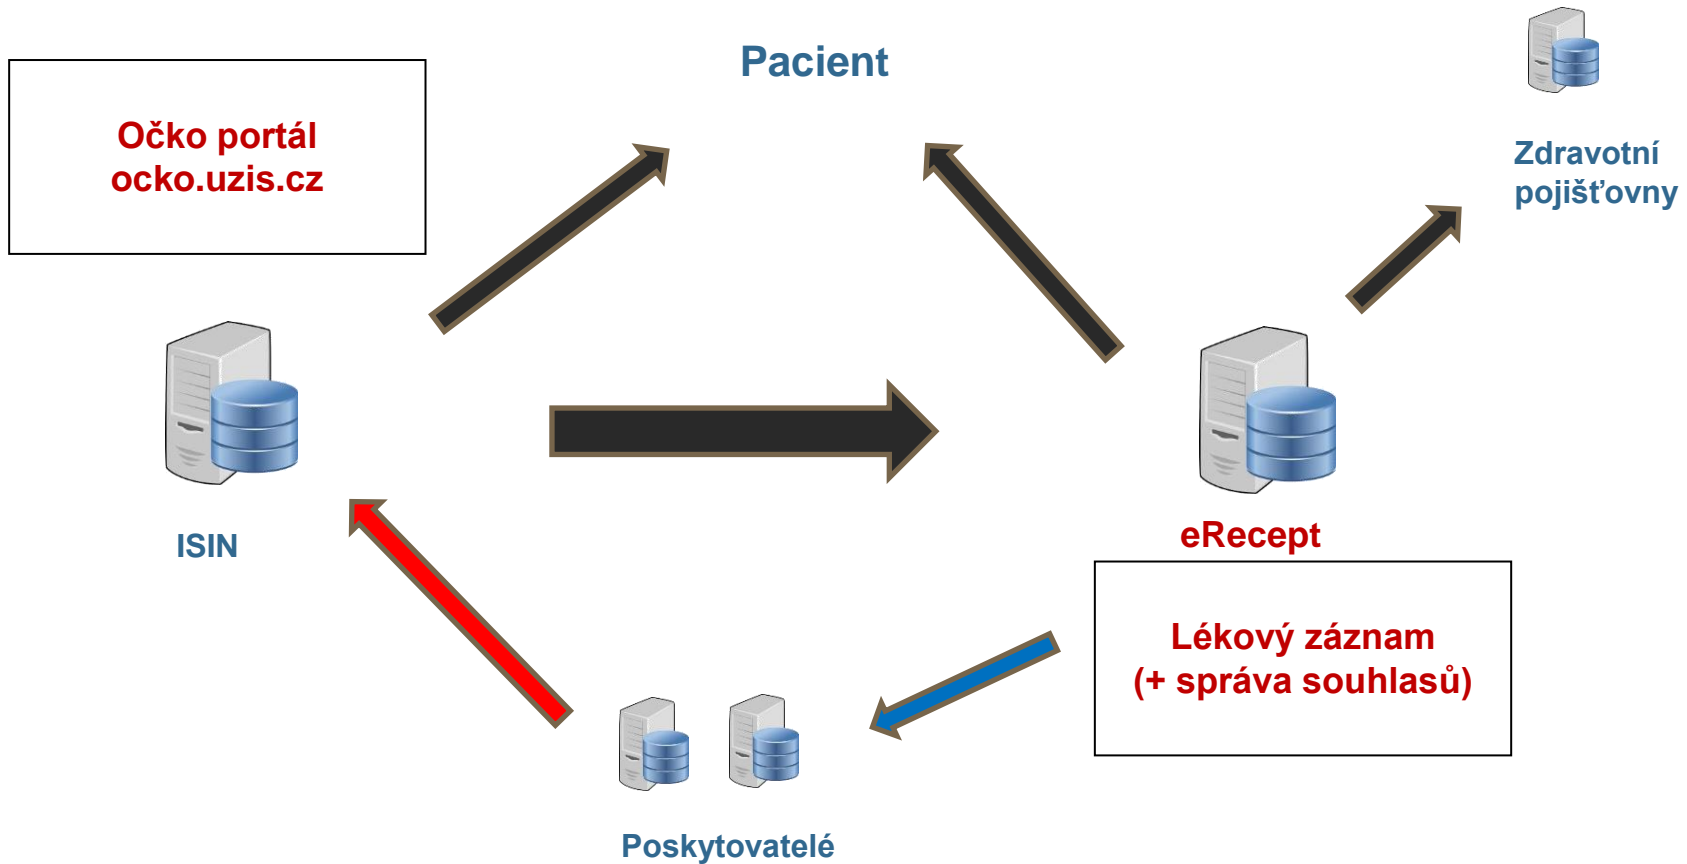 Pacient
Očko portál
ocko.uzis.cz
Zdravotní
pojišťovny
ISIN
eRecept
Lékový záznam
(+ správa souhlasů)
Poskytovatelé